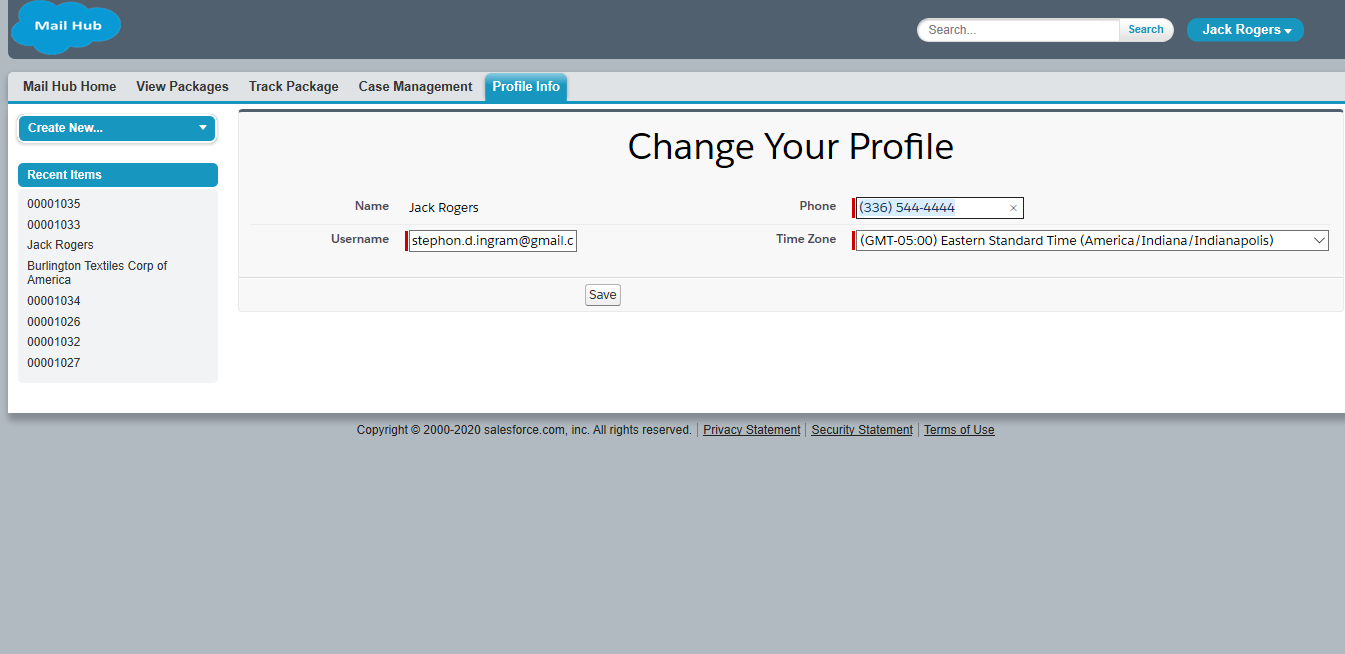 Mail Hub
Search...
Search
Jack Rogers
Mail Hub Home
View Packages
Track Package
Case Management
Profile Info
Create New...
Recent Items
00001035
00001033
Jack Rogers
Burlington Textiles Corp of
America
00001034
00001026
00001032
00001027
Change Your Profile
Name
Jack Rogers
Phone
(336) 544-4444
Username
stephon.d.ingram@gmail.c
Time Zone
(GMT-05:00) Eastern Standard Time (America/Indiana/Indianapolis)
Save
Copyright © 2000-2020 salesforce.com, inc. All rights reserved. | Privacy Statement | Security Statement | Terms of Use